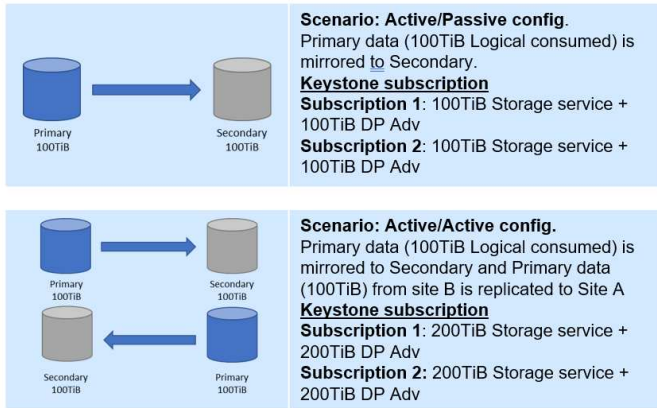 Scenario: Active/Passive config.
Primary data (100TiB Logical consumed) is
mirrored to Secondary.
Keystone subscription
Subscription 1: 100TiB Storage service +
100TiB DP Adv
Subscription 2: 100TiB Storage service +
100TiB DP Adv
Primary
100TiB
Secondary
100TiB
Scenario: Active/Active config.
Primary data (100TiB Logical consumed) is
mirrored to Secondary and Primary data
(100TiB) from site B is replicated to Site A
Keystone subscription
Subscription 1: 200TiB Storage service +
200TiB DP Adv
Subscription 2: 200TiB Storage service +
200TiB DP Adv
Primary
100TiB
Secondary
100TiB
Secondary
100TiB
Primary
100TiB